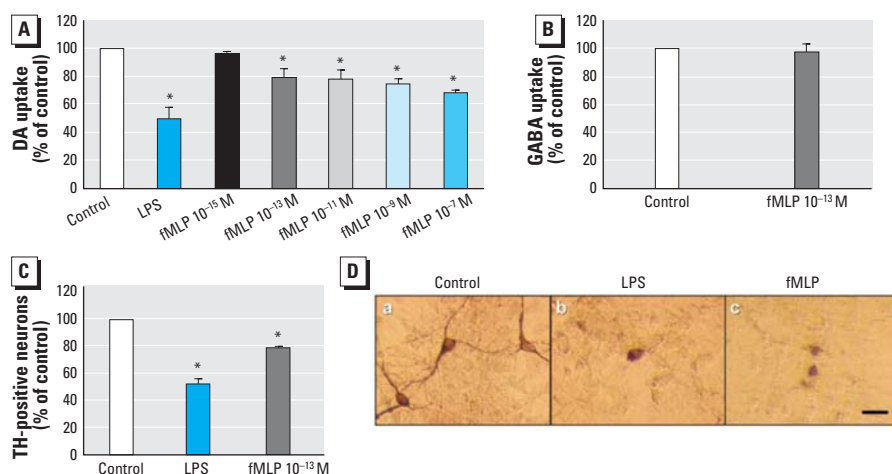 A
DA uptake
(% of control)
120
100
80
60
40
20
0
*
*
*
*
*
Control
LPS
fMLP 10⁻¹⁵ M
fMLP 10⁻¹³ M
fMLP 10⁻¹¹ M
fMLP 10⁻⁹ M
fMLP 10⁻⁷ M
B
GABA uptake
(% of control)
120
100
80
60
40
20
0
Control
fMLP 10⁻¹³ M
C
TH-positive neurons
(% of control)
120
100
80
60
40
20
0
*
*
Control
LPS
fMLP 10⁻¹³ M
D
Control
LPS
fMLP
a
b
c